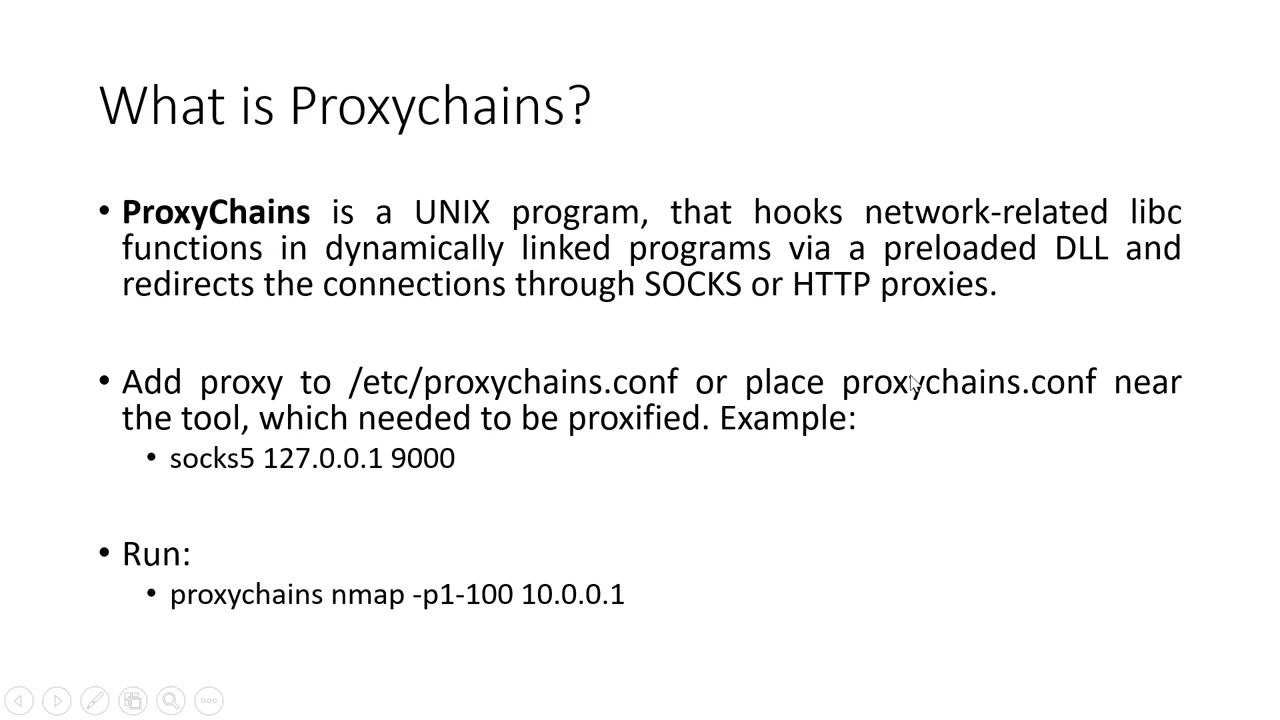 What is Proxychains?
• ProxyChains is a UNIX program, that hooks network-related libc
functions in dynamically linked programs via a preloaded DLL and
redirects the connections through SOCKS or HTTP proxies.
• Add proxy to /etc/proxychains.conf or place proxychains.conf near
the tool, which needed to be proxified. Example:
• socks5 127.0.0.1 9000
• Run:
• proxychains nmap -p1-100 10.0.0.1